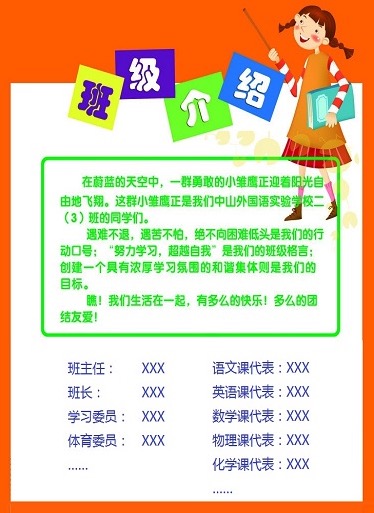 班级介绍
在蔚蓝的天空中，一群勇敢的小雏鹰正迎着阳光自
由地飞翔。这群小雏鹰正是我们中山外国语实验学校二
（3）班的同学们。
遇难不退，遇苦不怕，绝不向困难低头是我们的行
动口号；“努力学习，超越自我”是我们的班级格言；
创建一个具有浓厚学习氛围的和谐集体则是我们的
目标。
瞧！我们生活在一起，有多么的快乐！多么的团
结友爱！
班主任： XXX
班长： XXX
学习委员： XXX
体育委员： XXX
......
语文课代表：XXX
英语课代表：XXX
数学课代表：XXX
物理课代表：XXX
化学课代表：XXX
......